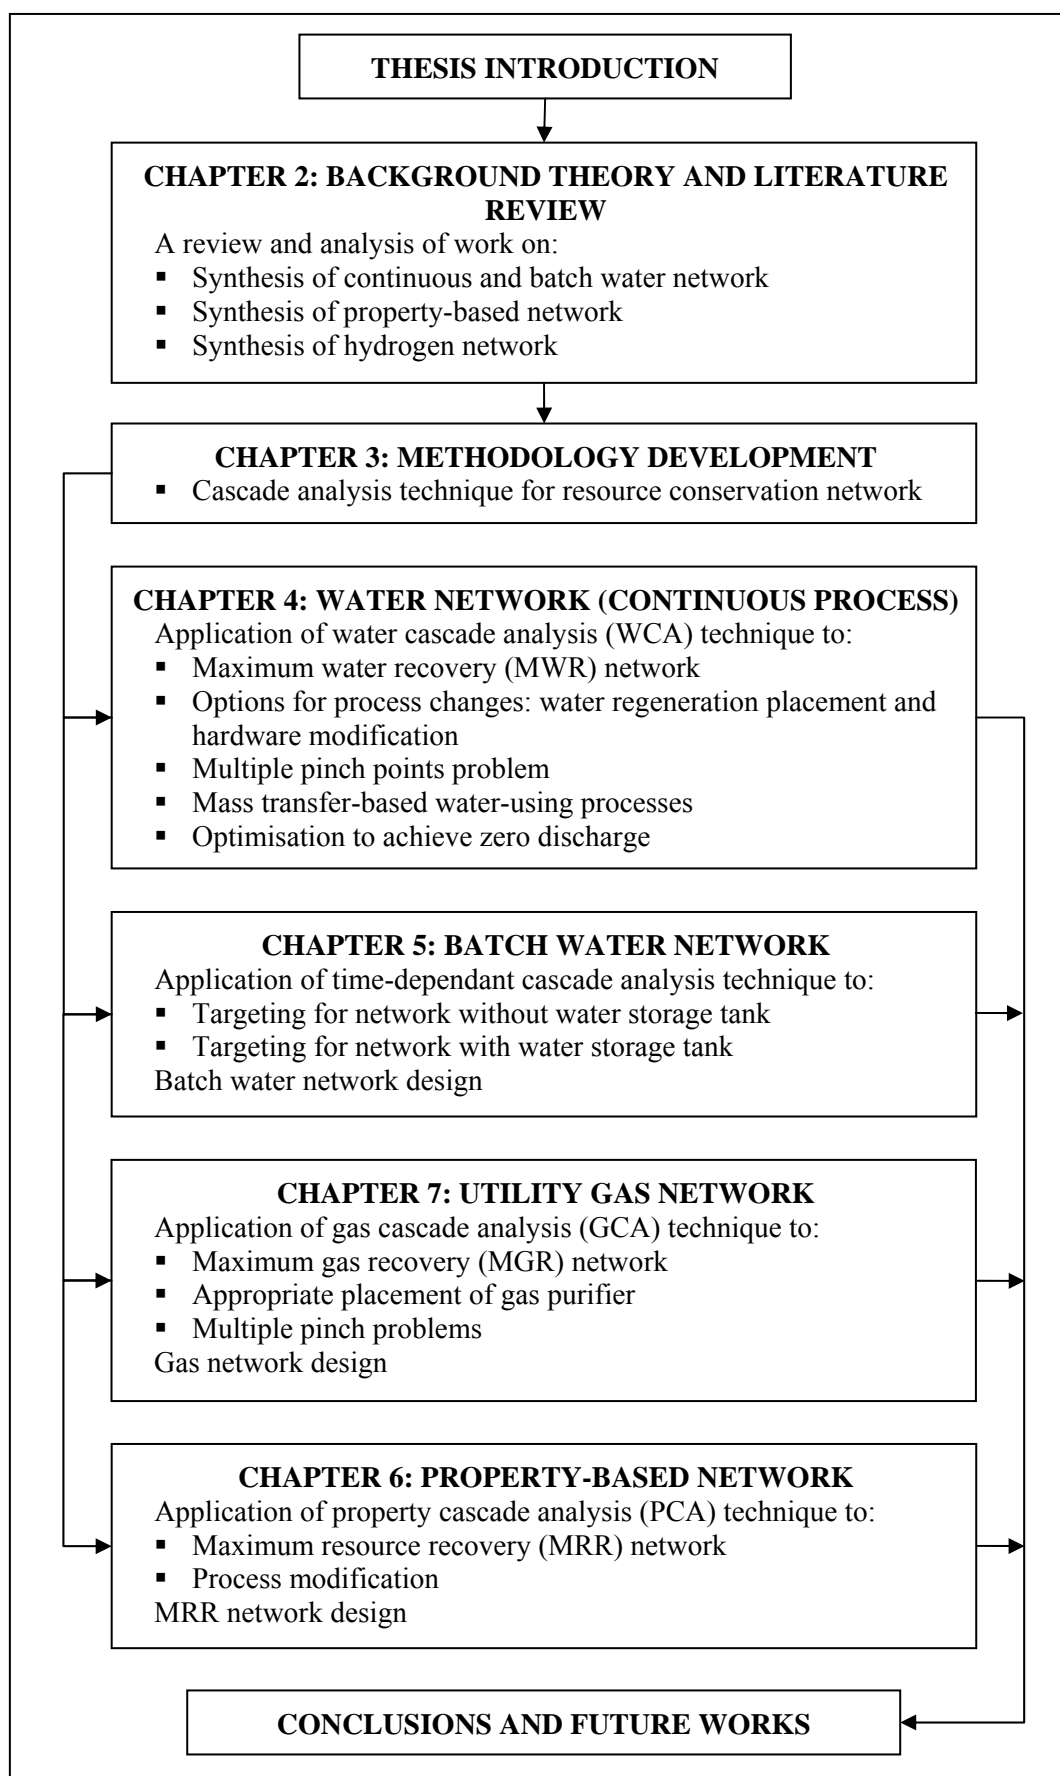 THESIS INTRODUCTION
CHAPTER 2: BACKGROUND THEORY AND LITERATURE
REVIEW
A review and analysis of work on:
▪ Synthesis of continuous and batch water network
▪ Synthesis of property-based network
▪ Synthesis of hydrogen network
CHAPTER 3: METHODOLOGY DEVELOPMENT
▪ Cascade analysis technique for resource conservation network
CHAPTER 4: WATER NETWORK (CONTINUOUS PROCESS)
Application of water cascade analysis (WCA) technique to:
▪ Maximum water recovery (MWR) network
▪ Options for process changes: water regeneration placement and
hardware modification
▪ Multiple pinch points problem
▪ Mass transfer-based water-using processes
▪ Optimisation to achieve zero discharge
CHAPTER 5: BATCH WATER NETWORK
Application of time-dependant cascade analysis technique to:
▪ Targeting for network without water storage tank
▪ Targeting for network with water storage tank
Batch water network design
CHAPTER 7: UTILITY GAS NETWORK
Application of gas cascade analysis (GCA) technique to:
▪ Maximum gas recovery (MGR) network
▪ Appropriate placement of gas purifier
▪ Multiple pinch problems
Gas network design
CHAPTER 6: PROPERTY-BASED NETWORK
Application of property cascade analysis (PCA) technique to:
▪ Maximum resource recovery (MRR) network
▪ Process modification
MRR network design
CONCLUSIONS AND FUTURE WORKS